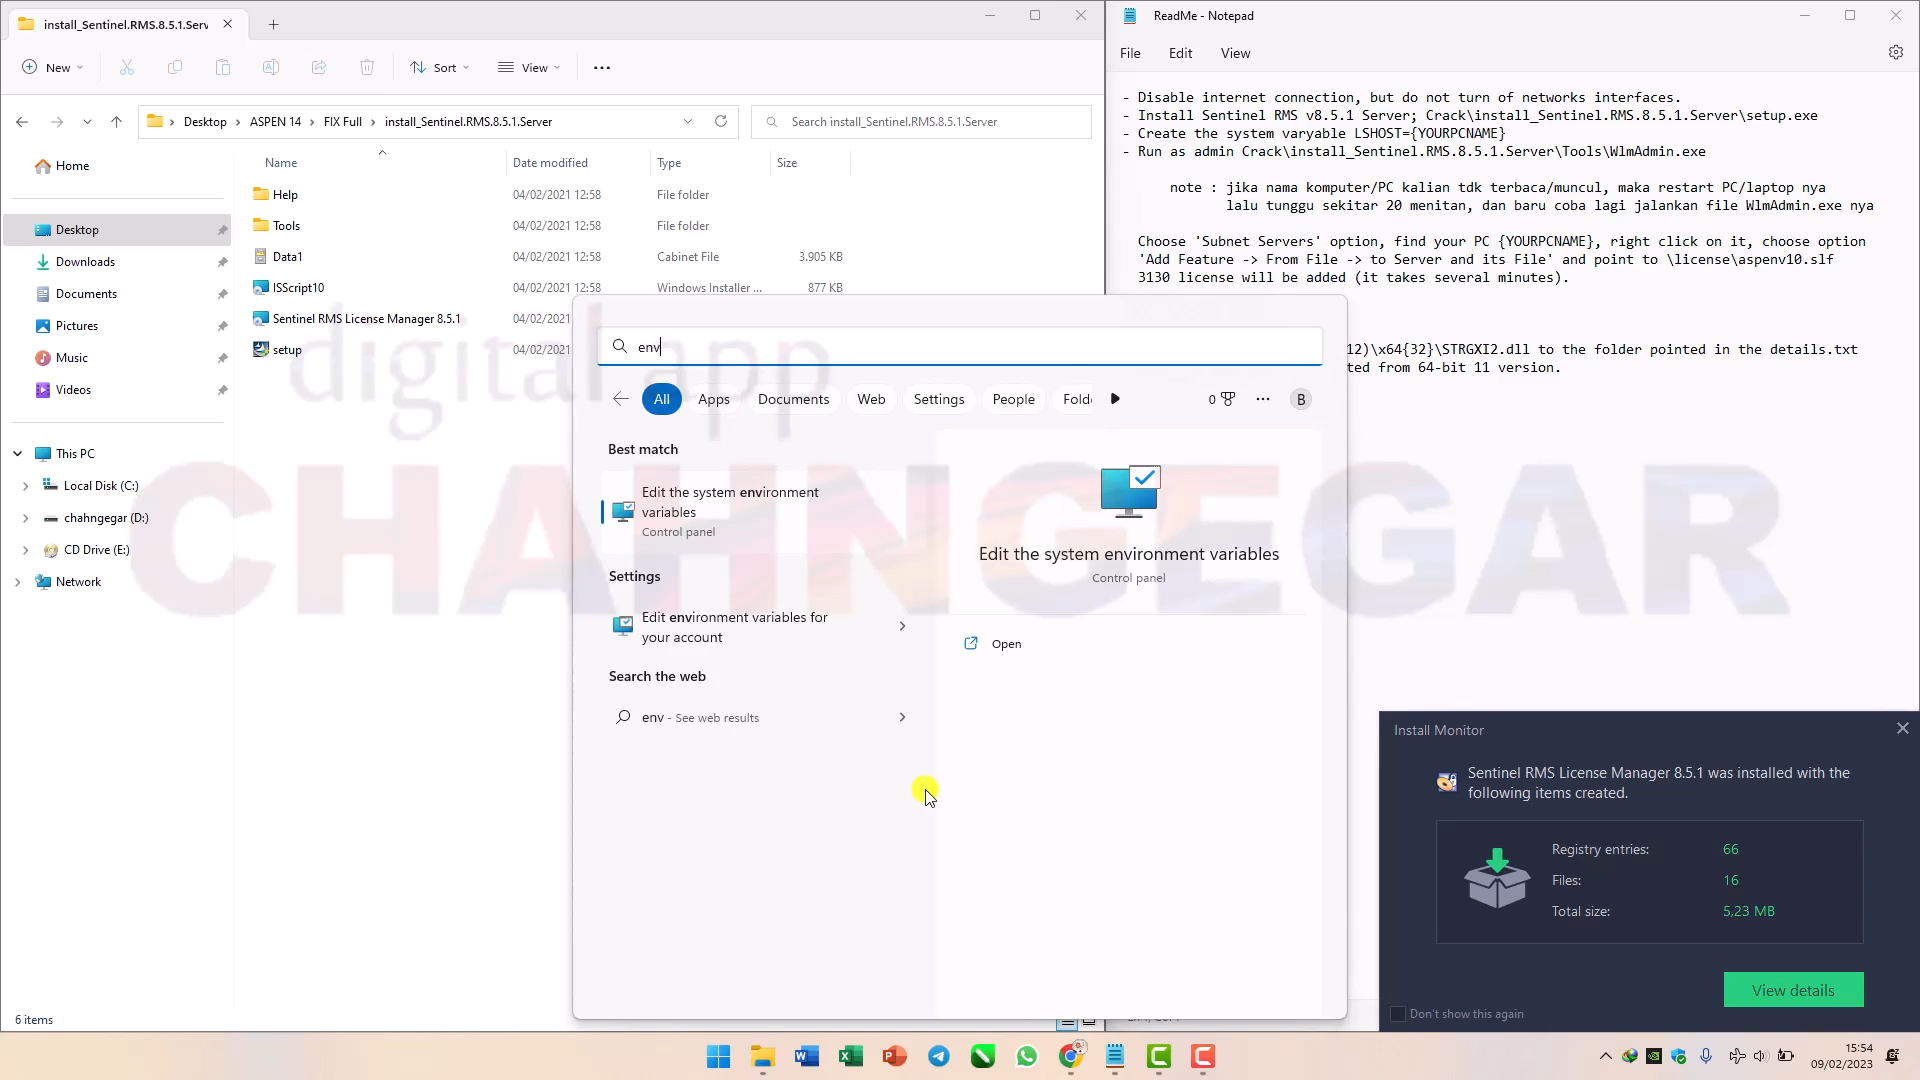 install_Sentinel.RMS.8.5.1.Serv
New
Sort
View
Desktop
ASPEN 14
FIX Full
install_Sentinel.RMS.8.5.1.Server
Search install_Sentinel.RMS.8.5.1.Server
Name
Date modified
Type
Size
Home
Desktop
Downloads
Documents
Pictures
Music
Videos
This PC
Local Disk (C:)
chahngegar (D:)
CD Drive (E:)
Network
Help 04/02/2021 12:58 File folder
Tools 04/02/2021 12:58 File folder
Data1 04/02/2021 12:58 Cabinet File 3.905 KB
ISScript10 04/02/2021 12:58 Windows Installer ... 877 KB
Sentinel RMS License Manager 8.5.1 04/02/2021
setup 04/02/2021
6 items
ReadMe - Notepad
File
Edit
View
- Disable internet connection, but do not turn of networks interfaces.
- Install Sentinel RMS v8.5.1 Server; Crack\install_Sentinel.RMS.8.5.1.Server\setup.exe
- Create the system varyable LSHOST={YOURPCNAME}
- Run as admin Crack\install_Sentinel.RMS.8.5.1.Server\Tools\WlmAdmin.exe
note : jika nama komputer/PC kalian tdk terbaca/muncul, maka restart PC/laptop nya
lalu tunggu sekitar 20 menitan, dan baru coba lagi jalankan file WlmAdmin.exe nya
Choose 'Subnet Servers' option, find your PC {YOURPCNAME}, right click on it, choose option
'Add Feature -> From File -> to Server and its File' and point to \license\aspenv10.slf
3130 license will be added (it takes several minutes).
12)\x64{32}\STRGXI2.dll to the folder pointed in the details.txt
ted from 64-bit 11 version.
env
All
Apps
Documents
Web
Settings
People
Folde
0
B
Best match
Edit the system environment
variables
Control panel
Settings
Edit environment variables for
your account
Search the web
env - See web results
Edit the system environment variables
Control panel
Open
digital app
CHAHNGEGAR
Install Monitor
Sentinel RMS License Manager 8.5.1 was installed with the
following items created.
Registry entries: 66
Files: 16
Total size: 5,23 MB
View details
Don't show this again
15:54
09/02/2023